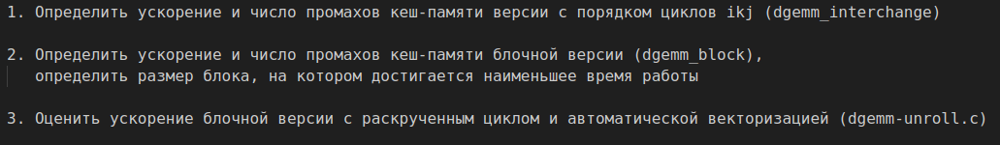 1. Определить ускорение и число промахов кеш-памяти версии с порядком циклов ikj (dgemm_interchange)
2. Определить ускорение и число промахов кеш-памяти блочной версии (dgemm_block),
определить размер блока, на котором достигается наименьшее время работы
3. Оценить ускорение блочной версии с раскрученным циклом и автоматической векторизацией (dgemm-unroll.c)